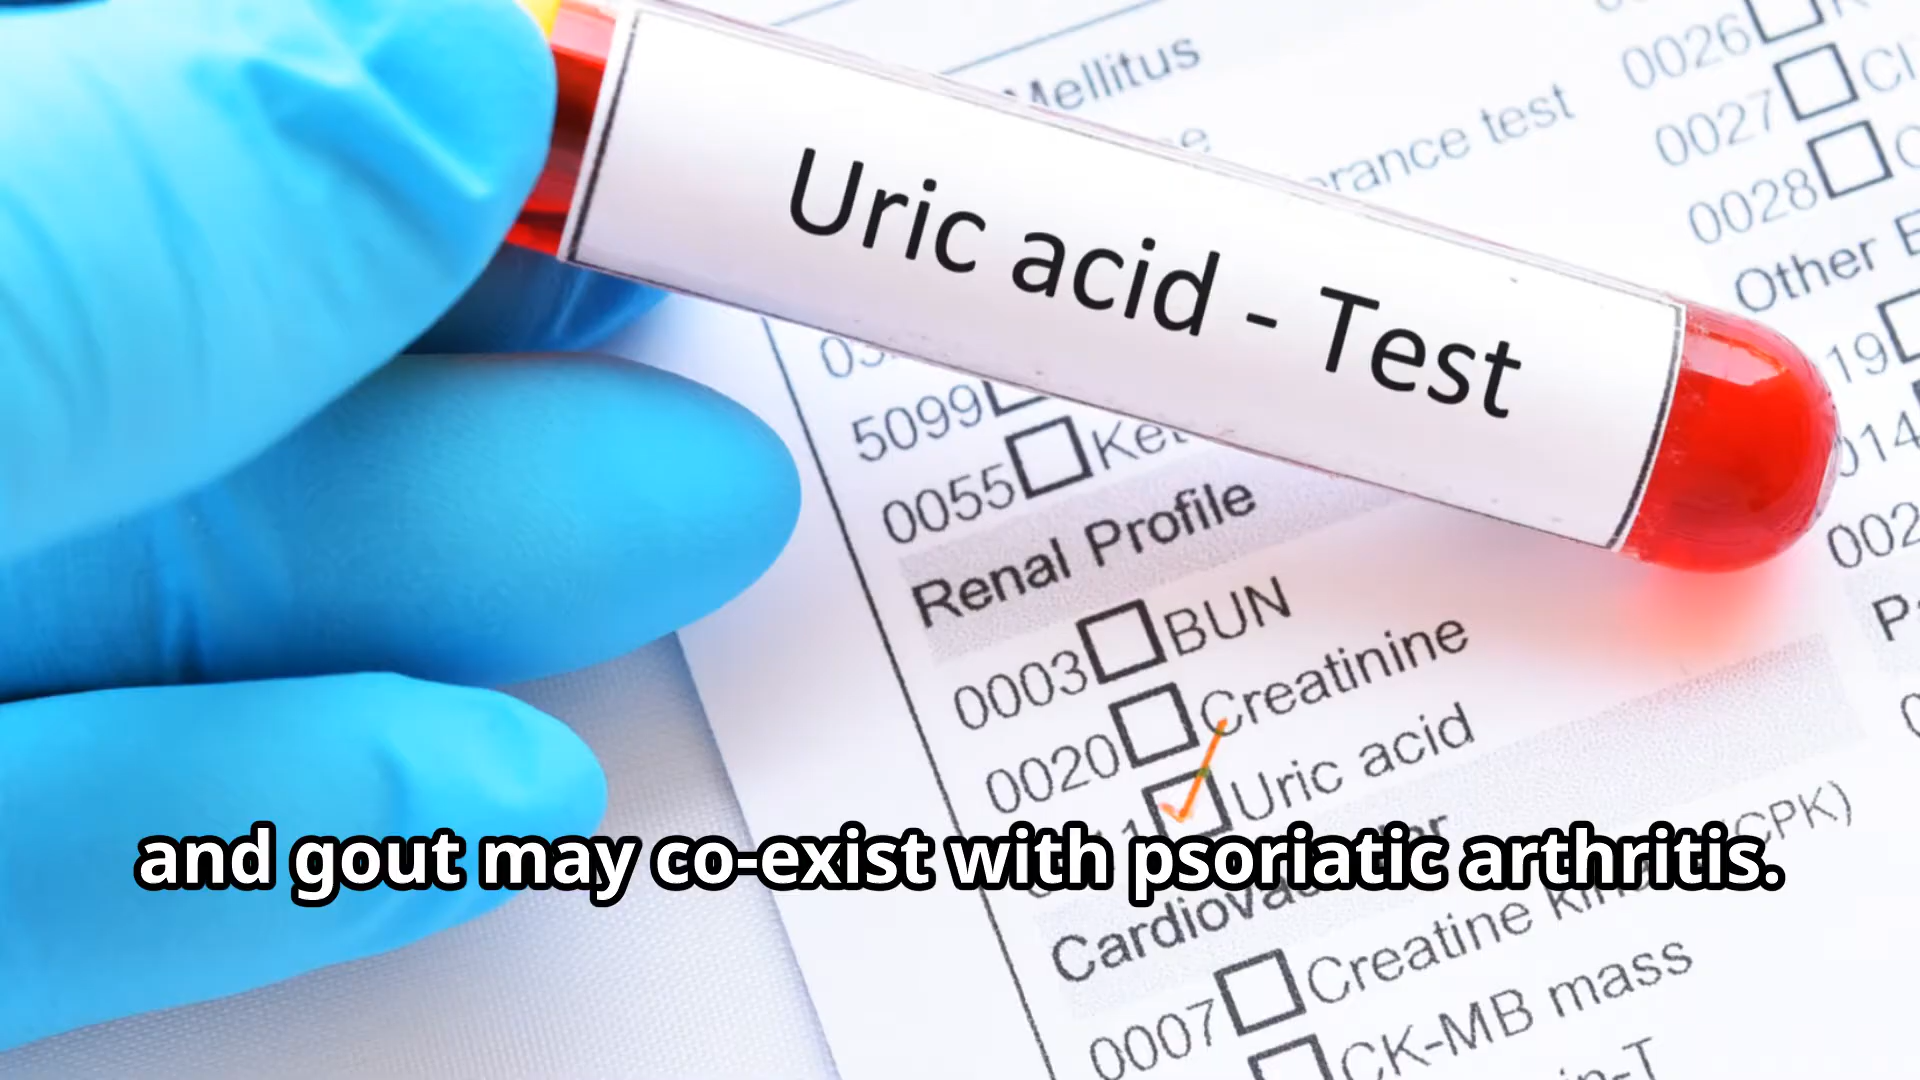 Mellitus
test
0026
0027
0028
Other
Uric acid - Test
5099
0055
Renal Profile
0003 BUN
0020 Creatinine
Uric acid
and gout may co-exist with psoriatic arthritis.
0007 Creatine
CK-MB mass